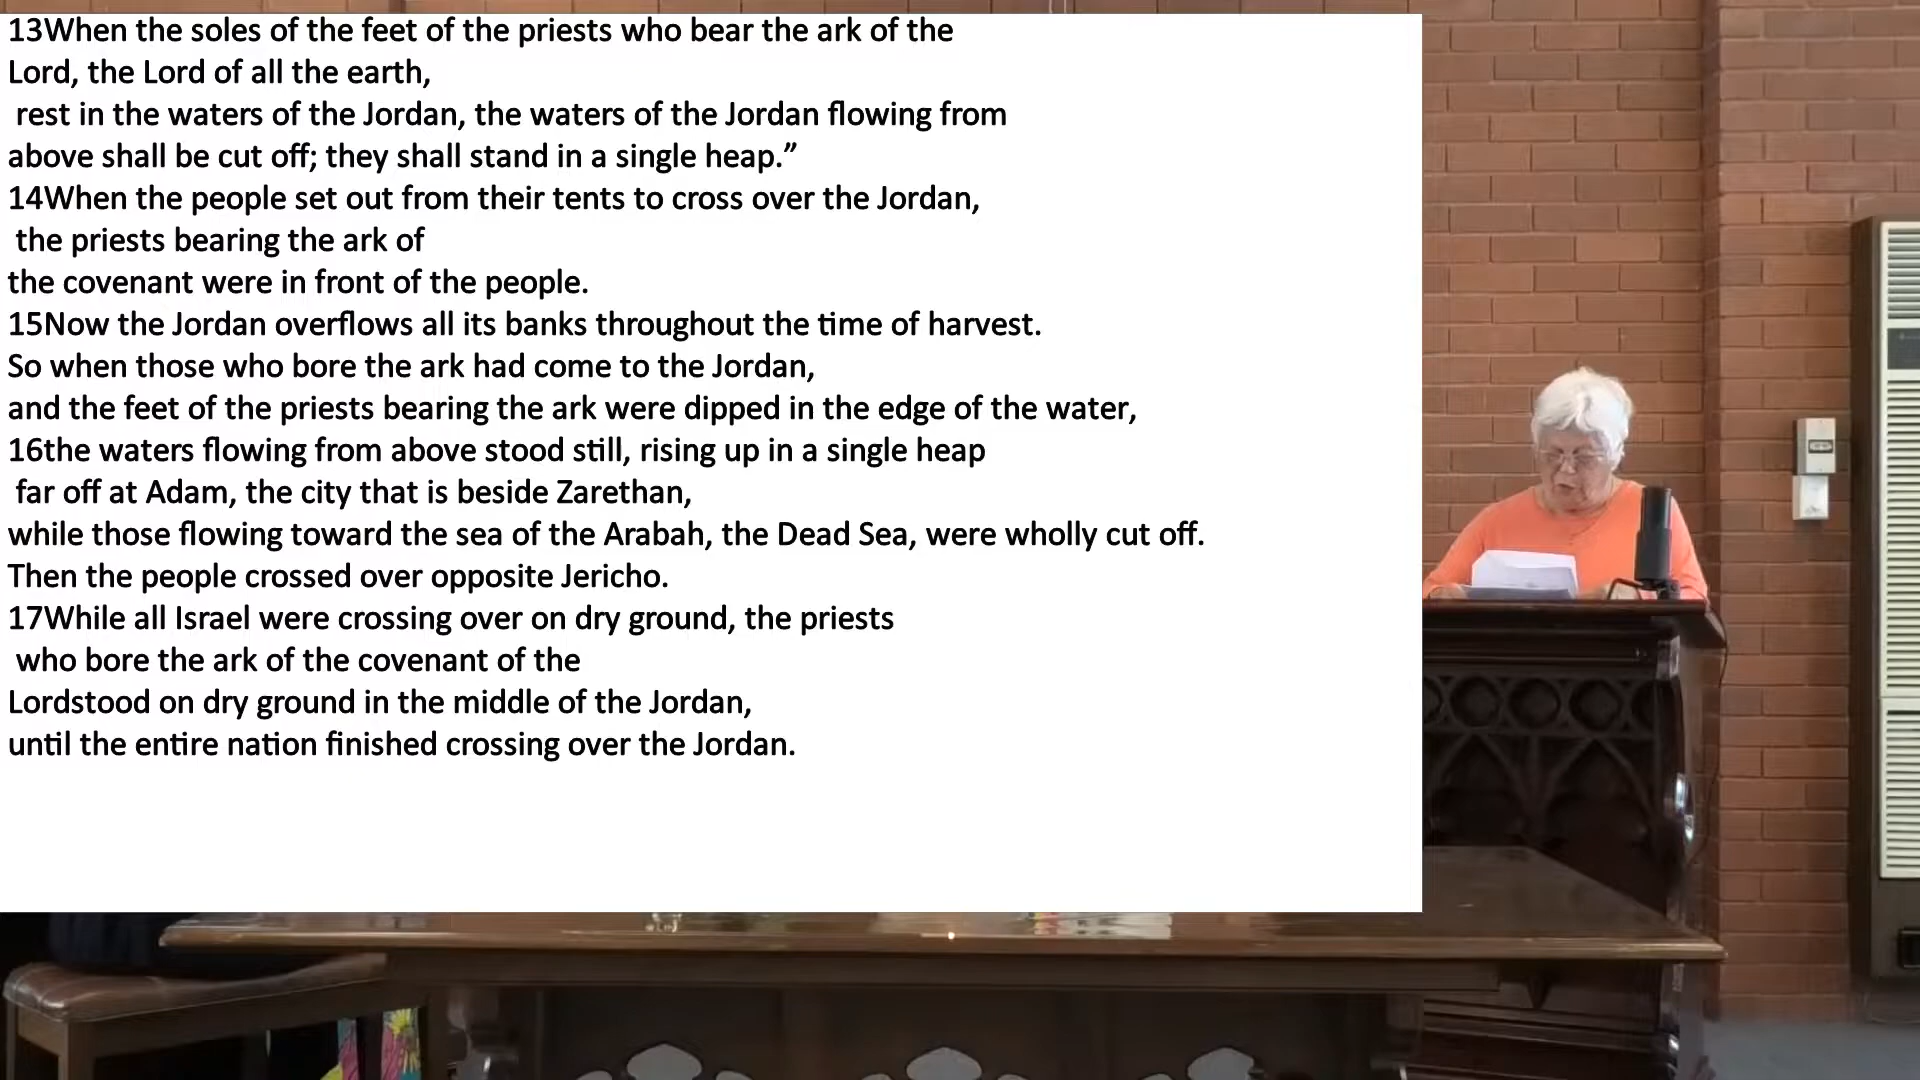 13When the soles of the feet of the priests who bear the ark of the
Lord, the Lord of all the earth,
rest in the waters of the Jordan, the waters of the Jordan flowing from
above shall be cut off; they shall stand in a single heap.”
14When the people set out from their tents to cross over the Jordan,
the priests bearing the ark of
the covenant were in front of the people.
15Now the Jordan overflows all its banks throughout the time of harvest.
So when those who bore the ark had come to the Jordan,
and the feet of the priests bearing the ark were dipped in the edge of the water,
16the waters flowing from above stood still, rising up in a single heap
far off at Adam, the city that is beside Zarethan,
while those flowing toward the sea of the Arabah, the Dead Sea, were wholly cut off.
Then the people crossed over opposite Jericho.
17While all Israel were crossing over on dry ground, the priests
who bore the ark of the covenant of the
Lordstood on dry ground in the middle of the Jordan,
until the entire nation finished crossing over the Jordan.